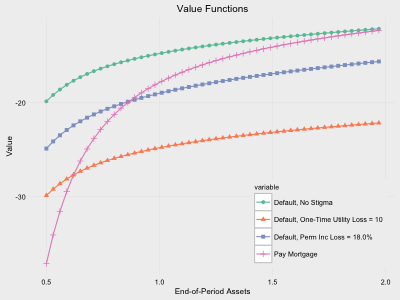 Value Functions
Value
-20
-30
0.5
1.0
1.5
2.0
End-of-Period Assets
variable
Default, No Stigma
Default, One-Time Utility Loss = 10
Default, Perm Inc Loss = 18.0%
Pay Mortgage